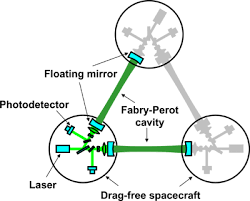 Floating mirror
Photodetector
Fabry-Perot
cavity
Laser
Drag-free spacecraft